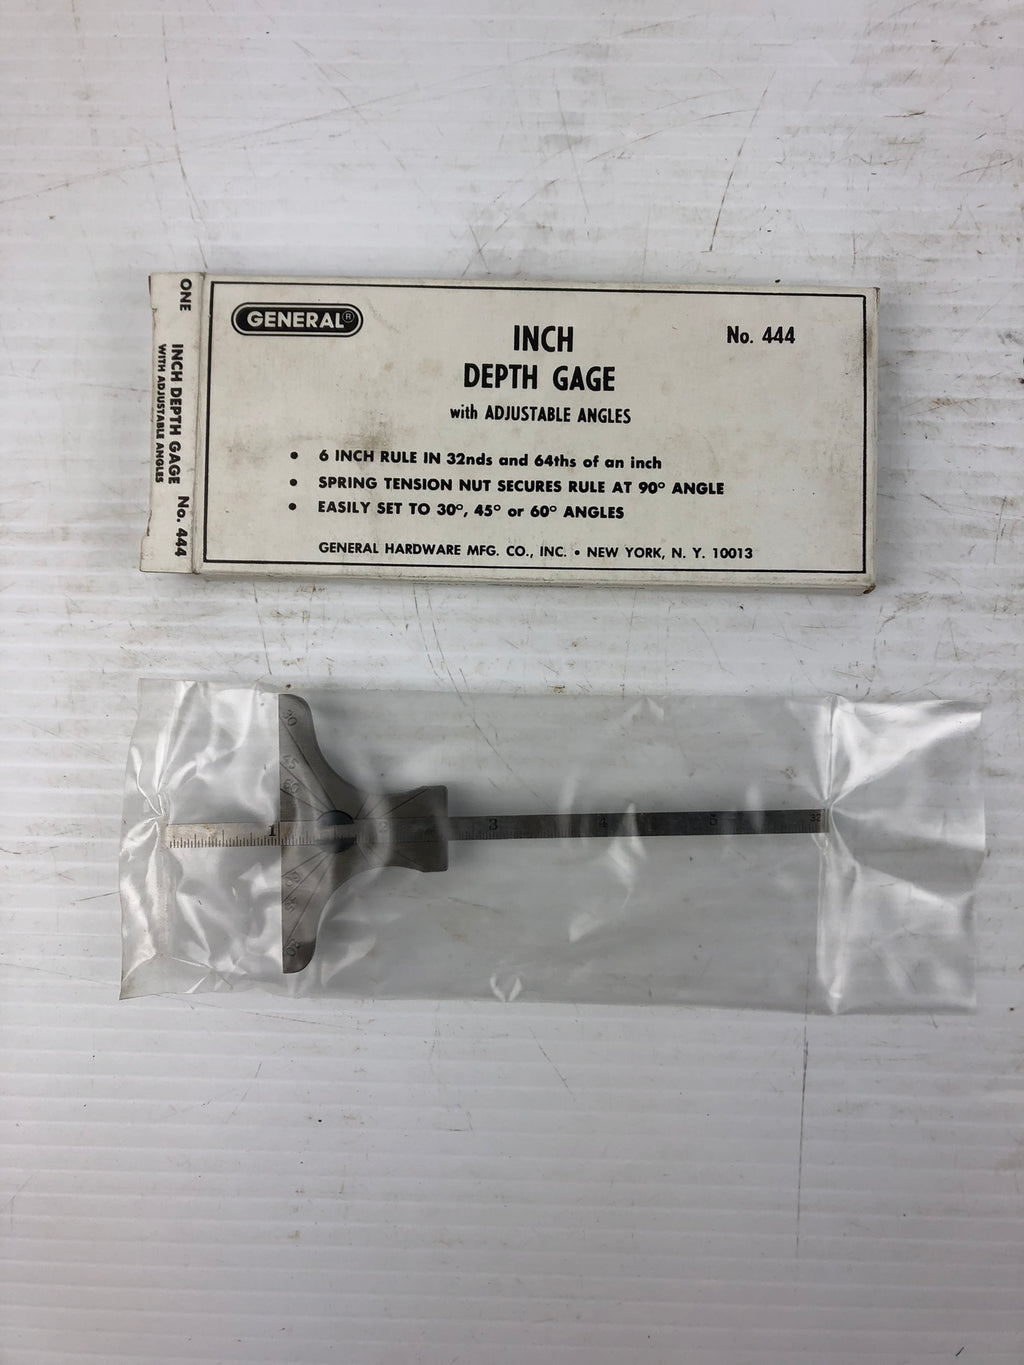 ONE
INCH DEPTH GAGE No. 444
WITH ADJUSTABLE ANGLES
GENERAL®
INCH
DEPTH GAGE
No. 444
with ADJUSTABLE ANGLES
• 6 INCH RULE IN 32nds and 64ths of an inch
• SPRING TENSION NUT SECURES RULE AT 90° ANGLE
• EASILY SET TO 30°, 45° or 60° ANGLES
GENERAL HARDWARE MFG. CO., INC. • NEW YORK, N. Y. 10013
30
45
60
1 2 3 4 5 32
60
45
30